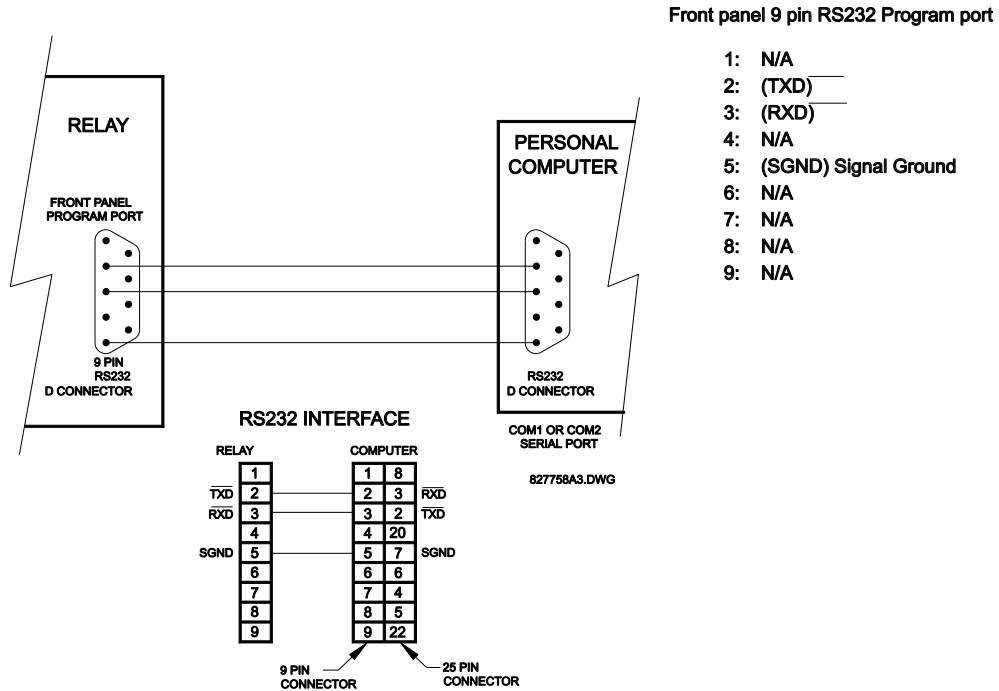 Front panel 9 pin RS232 Program port
1: N/A
2: (TXD)
3: (RXD)
4: N/A
5: (SGND) Signal Ground
6: N/A
7: N/A
8: N/A
9: N/A
RELAY
FRONT PANEL
PROGRAM PORT
9 PIN
RS232
D CONNECTOR
PERSONAL
COMPUTER
RS232
D CONNECTOR
COM1 OR COM2
SERIAL PORT
827758A3.DWG
RS232 INTERFACE
RELAY COMPUTER
1 1 8
TXD 2 2 3 RXD
RXD 3 3 2 TXD
4 4 20
SGND 5 5 7 SGND
6 6 6
7 7 4
8 8 5
9 9 22
9 PIN
CONNECTOR
25 PIN
CONNECTOR